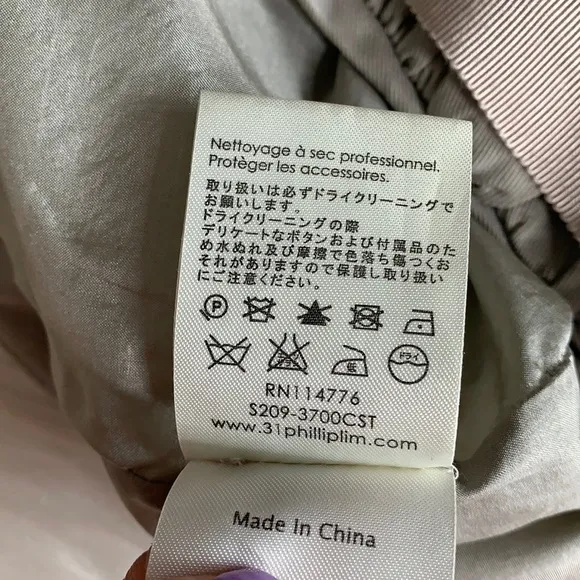 Nettoyage à sec professionnel.
Protèger les accessoires.
取り扱いは必ずドライクリーニングで
お願いします。
ドライクリーニングの際
デリケートなボタンおよび付属品のた
め水ぬれ及び摩擦で色落ち傷つくお
それがありますので保護し取り扱い
にご注意ください。
P
ドライ
RN114776
S209-3700CST
www.31philliplim.com
Made In China